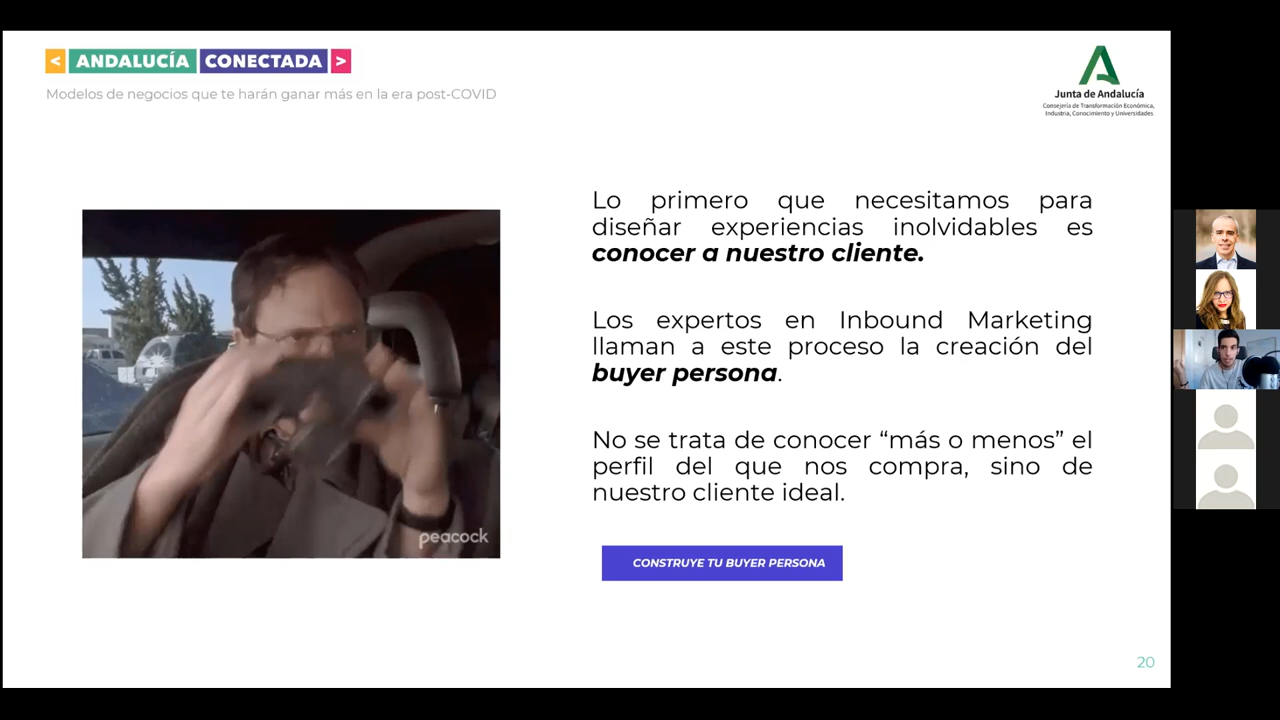 < ANDALUCÍA CONECTADA >
Modelos de negocios que te harán ganar más en la era post-COVID
Junta de Andalucía
Consejería de Transformación Económica,
Industria, Conocimiento y Universidades
Lo primero que necesitamos para
diseñar experiencias inolvidables es
conocer a nuestro cliente.
Los expertos en Inbound Marketing
llaman a este proceso la creación del
buyer persona.
No se trata de conocer “más o menos” el
perfil del que nos compra, sino de
nuestro cliente ideal.
peacock
CONSTRUYE TU BUYER PERSONA
20